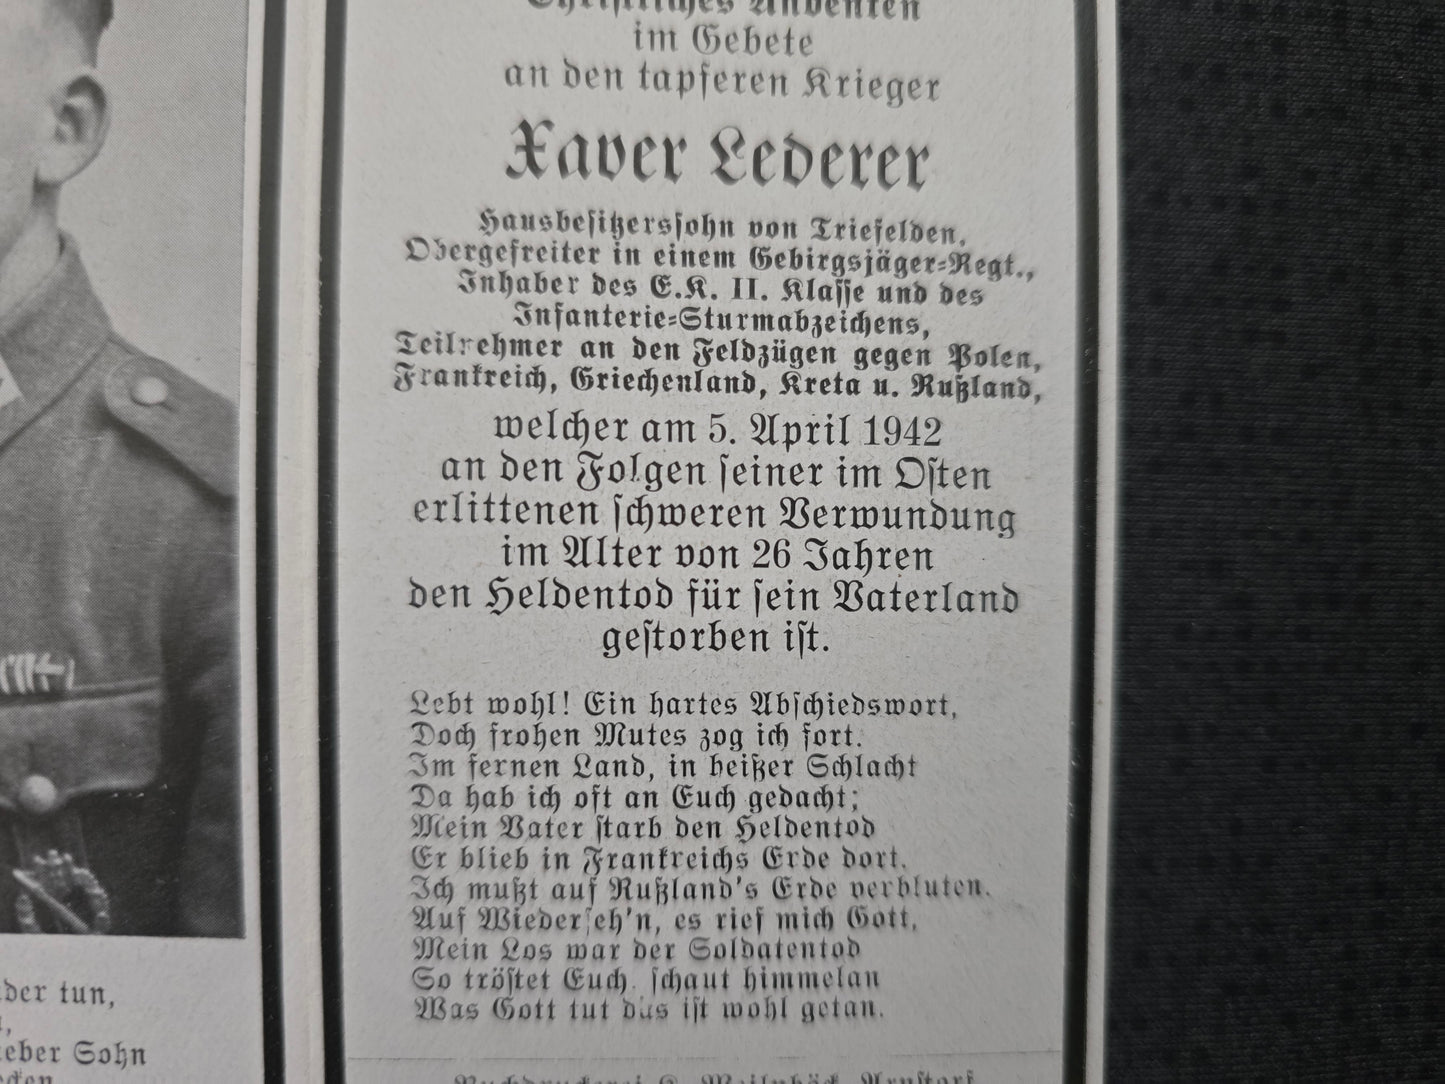 Christliches Andenken
im Gebete
an den tapferen Krieger
Xaver Lederer
Hausbesitzerssohn von Triefelden,
Obergefreiter in einem Gebirgsjäger=Regt.,
Inhaber des E.K. II. Klasse und des
Infanterie=Sturmabzeichens,
Teilnehmer an den Feldzügen gegen Polen,
Frankreich, Griechenland, Kreta u. Rußland,
welcher am 5. April 1942
an den Folgen seiner im Osten
erlittenen schweren Verwundung
im Alter von 26 Jahren
den Heldentod für sein Vaterland
gestorben ist.
Lebt wohl! Ein hartes Abschiedswort,
Doch frohen Mutes zog ich fort.
Im fernen Land, in heißer Schlacht
Da hab ich oft an Euch gedacht;
Mein Vater starb den Heldentod
Er blieb in Frankreichs Erde dort.
Ich mußt auf Rußland's Erde verbluten.
Auf Wiederseh'n, es rief mich Gott,
Mein Los war der Soldatentod
So tröstet Euch, schaut himmelan
Was Gott tut das ist wohl getan.
der tun,
ieber Sohn